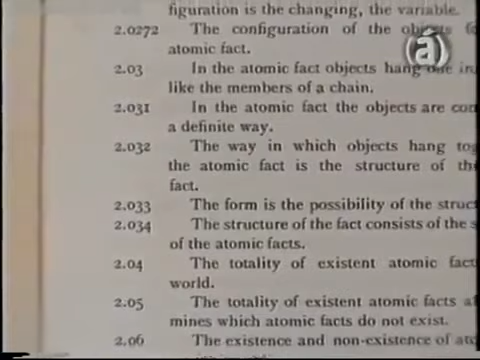 figuration is the changing, the variable.
2.0272 The configuration of the
atomic fact.
2.03 In the atomic fact objects hang one in
like the members of a chain.
2.031 In the atomic fact the objects are
a definite way.
2.032 The way in which objects hang
the atomic fact is the structure of
fact.
2.033 The form is the possibility of the
2.034 The structure of the fact consists of the
of the atomic facts.
2.04 The totality of existent atomic
world.
2.05 The totality of existent atomic facts
mines which atomic facts do not exist.
2.06 The existence and non-existence of
á